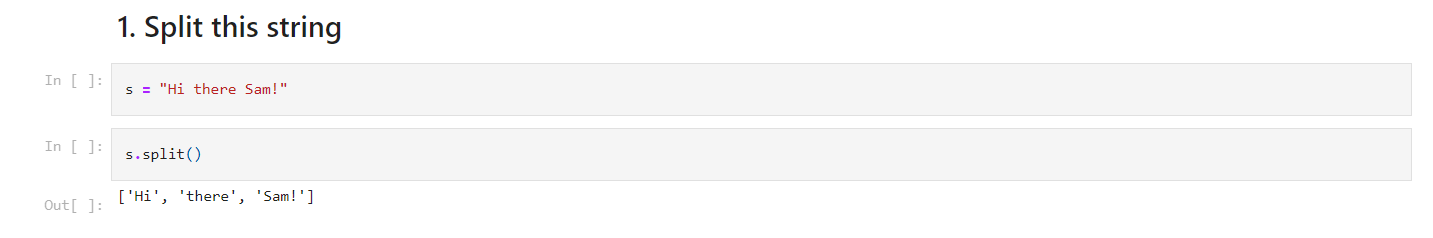 1. Split this string
In [ ]:
s = "Hi there Sam!"
In [ ]:
s.split()
Out[ ]:
['Hi', 'there', 'Sam!']